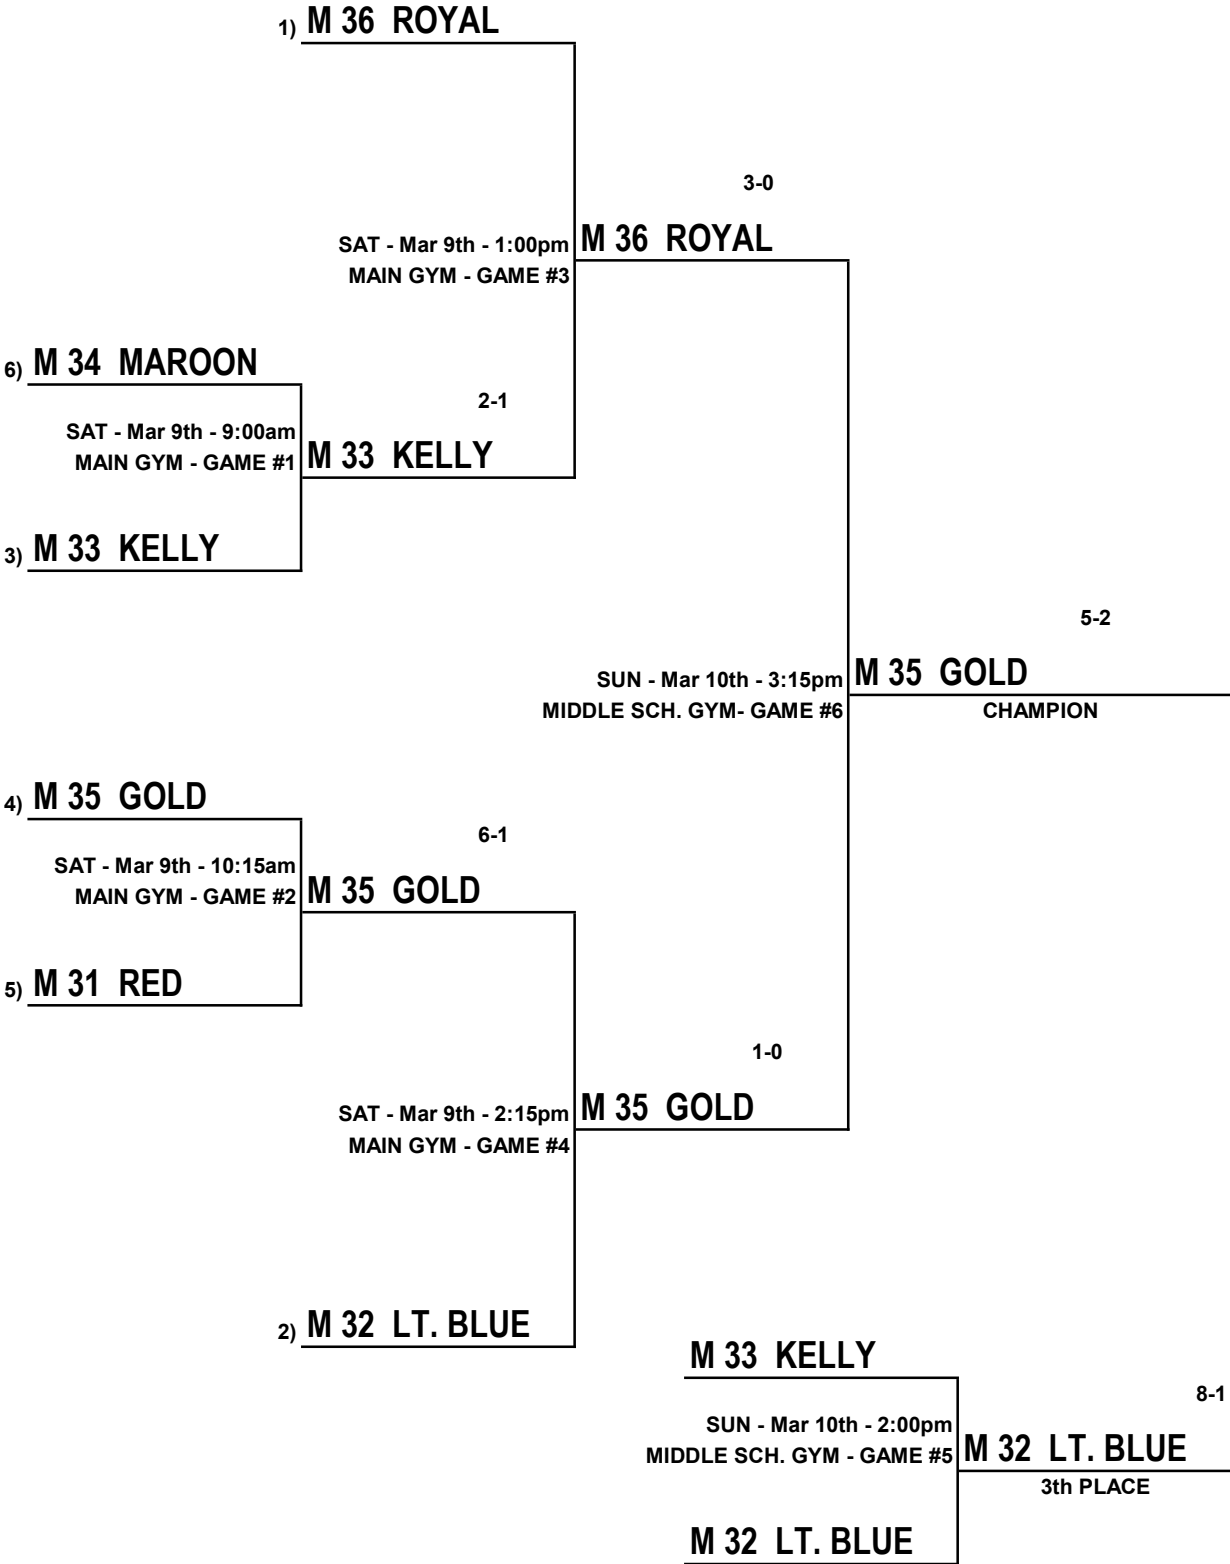 1) M 36 ROYAL
3-0
SAT - Mar 9th - 1:00pm
M 36 ROYAL
MAIN GYM - GAME #3
6) M 34 MAROON
2-1
SAT - Mar 9th - 9:00am
M 33 KELLY
MAIN GYM - GAME #1
3) M 33 KELLY
5-2
SUN - Mar 10th - 3:15pm
M 35 GOLD
MIDDLE SCH. GYM- GAME #6
CHAMPION
4) M 35 GOLD
6-1
SAT - Mar 9th - 10:15am
M 35 GOLD
MAIN GYM - GAME #2
5) M 31 RED
1-0
SAT - Mar 9th - 2:15pm
M 35 GOLD
MAIN GYM - GAME #4
2) M 32 LT. BLUE
M 33 KELLY
8-1
SUN - Mar 10th - 2:00pm
M 32 LT. BLUE
MIDDLE SCH. GYM - GAME #5
3th PLACE
M 32 LT. BLUE